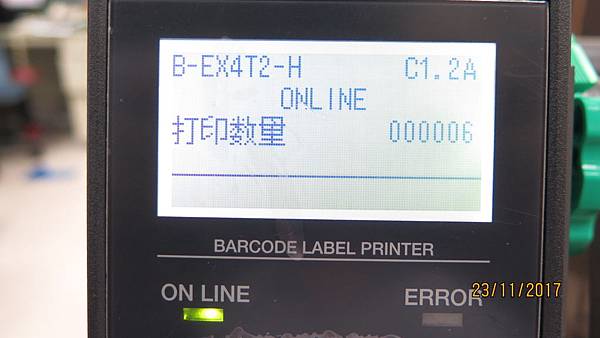 B-EX4T2-H C1.2A
ONLINE
打印数量 000006
BARCODE LABEL PRINTER
ON LINE ERROR
23/11/2017